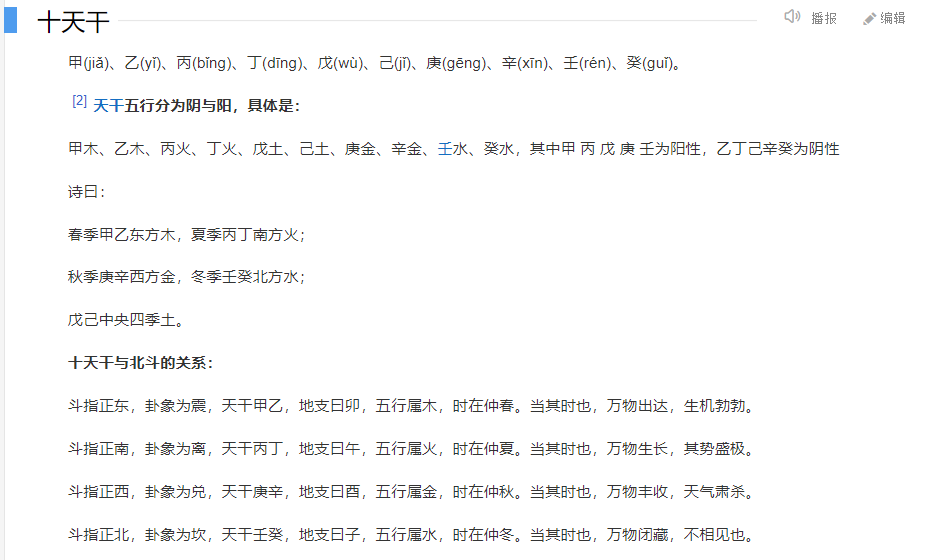 十天干
播报
编辑
甲(jiǎ)、乙(yǐ)、丙(bǐng)、丁(dīng)、戊(wù)、己(jǐ)、庚(gēng)、辛(xīn)、壬(rén)、癸(guǐ)。
[2] 天干五行分为阴与阳，具体是：
甲木、乙木、丙火、丁火、戊土、己土、庚金、辛金、壬水、癸水，其中甲 丙 戊 庚 壬为阳性，乙丁己辛癸为阴性
诗曰：
春季甲乙东方木，夏季丙丁南方火；
秋季庚辛西方金，冬季壬癸北方水；
戊己中央四季土。
十天干与北斗的关系：
斗指正东，卦象为震，天干甲乙，地支曰卯，五行属木，时在仲春。当其时也，万物出达，生机勃勃。
斗指正南，卦象为离，天干丙丁，地支曰午，五行属火，时在仲夏。当其时也，万物生长，其势盛极。
斗指正西，卦象为兑，天干庚辛，地支曰酉，五行属金，时在仲秋。当其时也，万物丰收，天气肃杀。
斗指正北，卦象为坎，天干壬癸，地支曰子，五行属水，时在仲冬。当其时也，万物闭藏，不相见也。